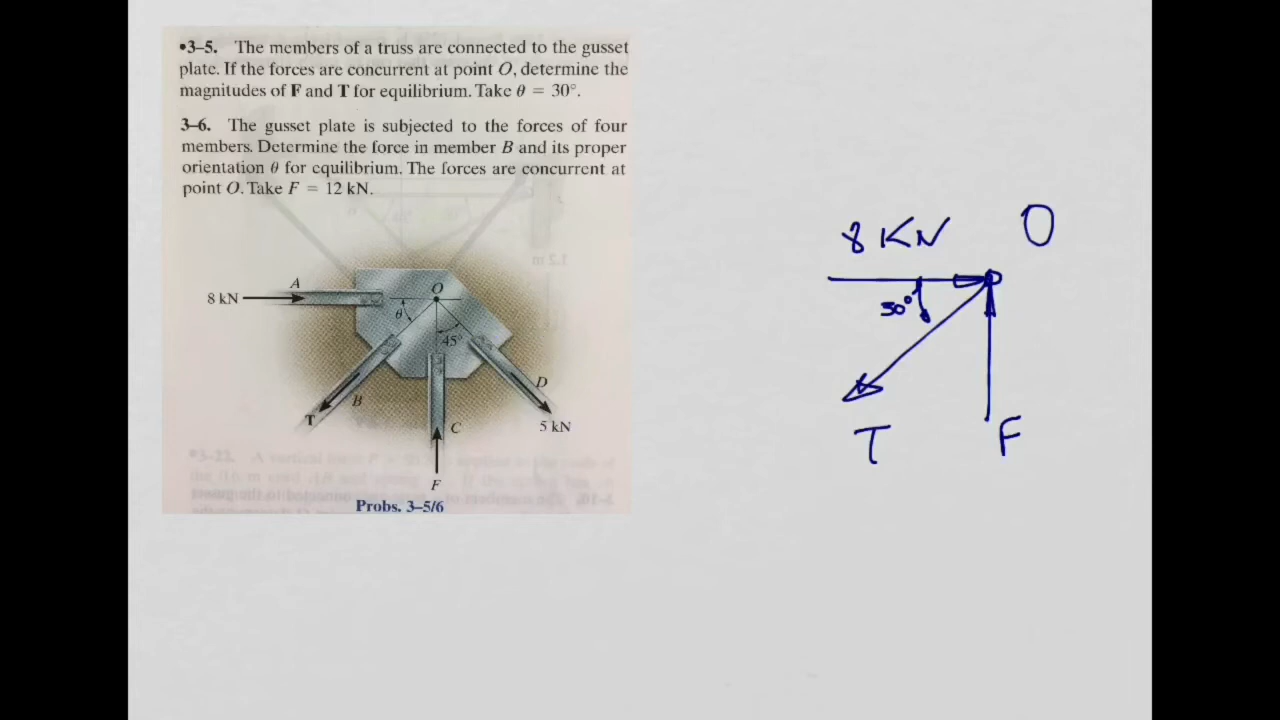 •3–5. The members of a truss are connected to the gusset
plate. If the forces are concurrent at point O, determine the
magnitudes of F and T for equilibrium. Take θ = 30°.
3–6. The gusset plate is subjected to the forces of four
members. Determine the force in member B and its proper
orientation θ for equilibrium. The forces are concurrent at
point O. Take F = 12 kN.
8 KN O
30°
T F
1.2 m
A O
8 kN
θ
45°
B D
T C 5 kN
F
Probs. 3–5/6